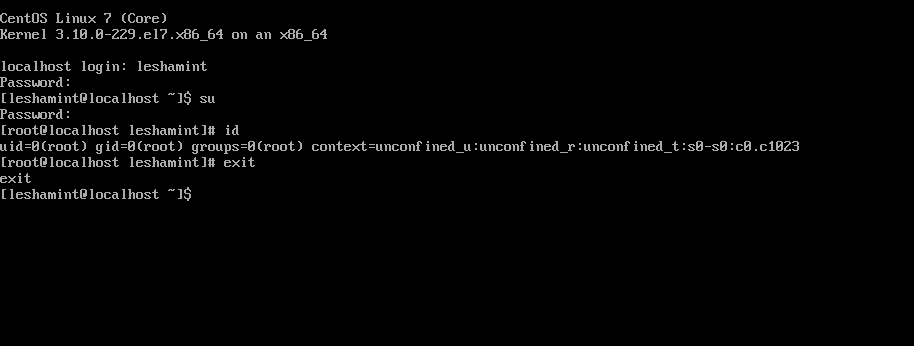 CentOS Linux 7 (Core)
Kernel 3.10.0-229.el7.x86_64 on an x86_64
localhost login: leshamint
Password:
[leshamint@localhost ~]$ su
Password:
[root@localhost leshamint]# id
uid=0(root) gid=0(root) groups=0(root) context=unconfined_u:unconfined_r:unconfined_t:s0-s0:c0.c1023
[root@localhost leshamint]# exit
exit
[leshamint@localhost ~]$